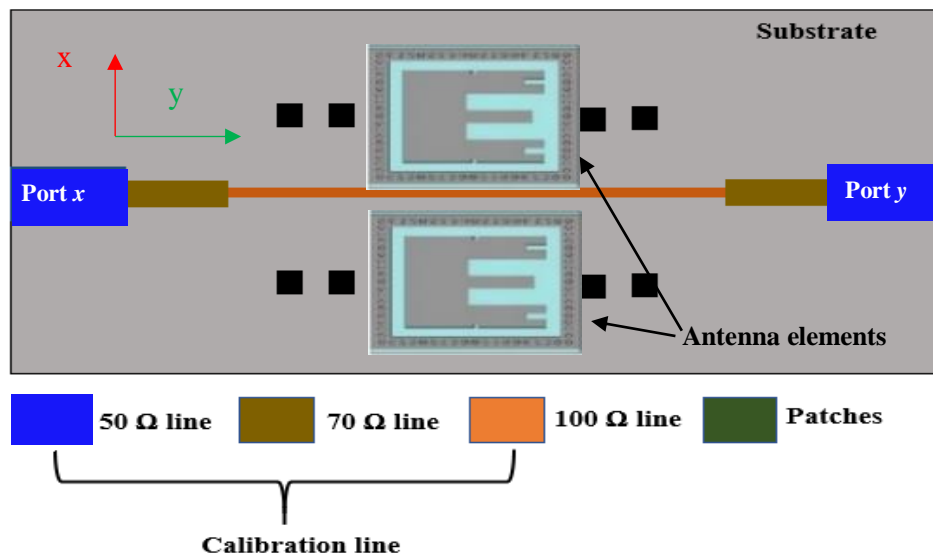 Substrate
x
y
Port x
Port y
Antenna elements
50 Ω line
70 Ω line
100 Ω line
Patches
Calibration line